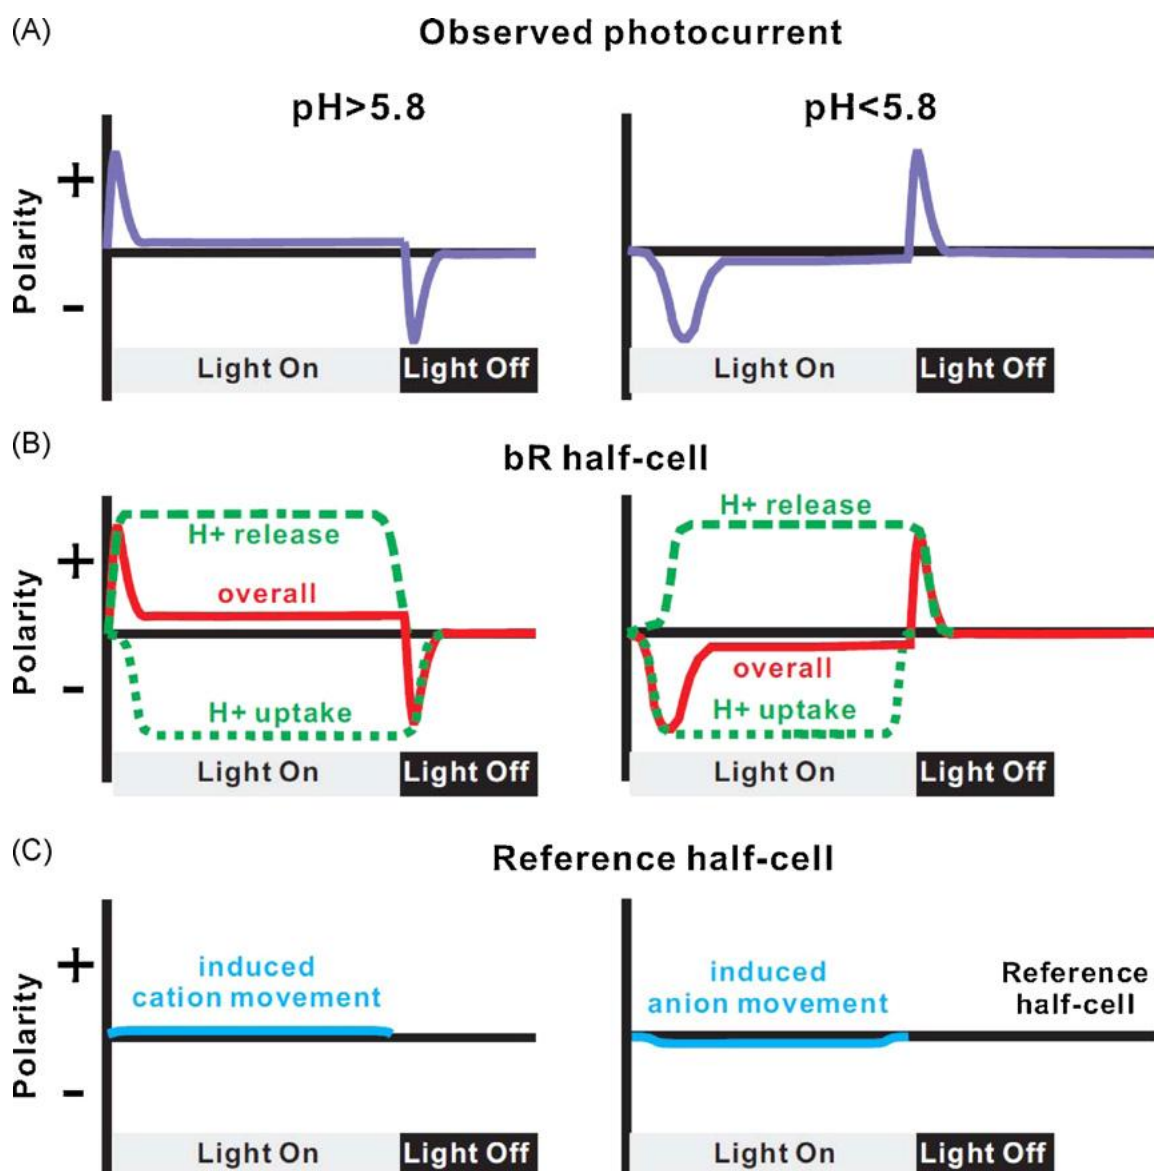 (A)
Observed photocurrent
pH>5.8
pH<5.8
Polarity
+
-
Light On
Light Off
Light On
Light Off
(B)
bR half-cell
H+ release
overall
H+ uptake
H+ release
overall
H+ uptake
Polarity
+
-
Light On
Light Off
Light On
Light Off
(C)
Reference half-cell
induced
cation movement
induced
anion movement
Reference
half-cell
Polarity
+
-
Light On
Light Off
Light On
Light Off